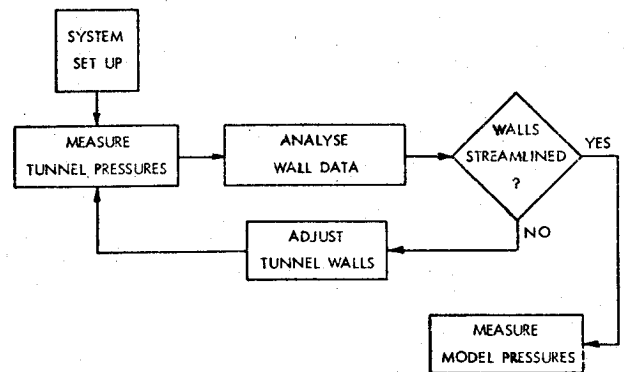 SYSTEM
SET UP
MEASURE
TUNNEL PRESSURES
ANALYSE
WALL DATA
WALLS
STREAMLINED
?
YES
NO
ADJUST
TUNNEL WALLS
MEASURE
MODEL PRESSURES